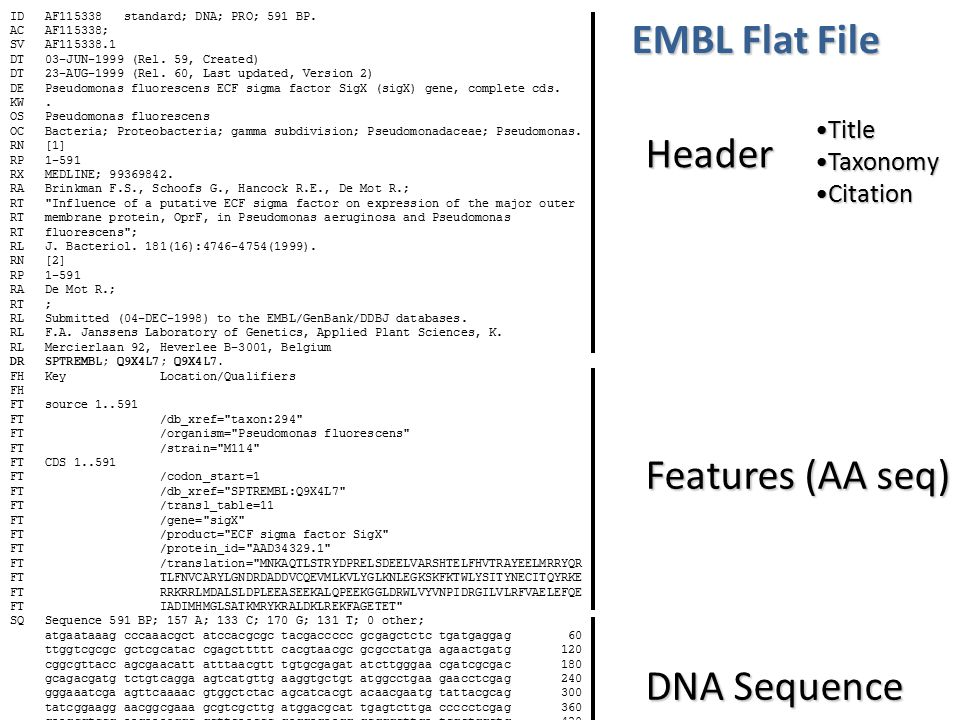 ID AF115338 standard; DNA; PRO; 591 BP.
AC AF115338;
SV AF115338.1
DT 03-JUN-1999 (Rel. 59, Created)
DT 23-AUG-1999 (Rel. 60, Last updated, Version 2)
DE Pseudomonas fluorescens ECF sigma factor SigX (sigX) gene, complete cds.
KW .
OS Pseudomonas fluorescens
OC Bacteria; Proteobacteria; gamma subdivision; Pseudomonadaceae; Pseudomonas.
RN [1]
RP 1-591
RX MEDLINE; 99369842.
RA Brinkman F.S., Schoofs G., Hancock R.E., De Mot R.;
RT "Influence of a putative ECF sigma factor on expression of the major outer
RT membrane protein, OprF, in Pseudomonas aeruginosa and Pseudomonas
RT fluorescens";
RL J. Bacteriol. 181(16):4746-4754(1999).
RN [2]
RP 1-591
RA De Mot R.;
RT ;
RL Submitted (04-DEC-1998) to the EMBL/GenBank/DDBJ databases.
RL F.A. Janssens Laboratory of Genetics, Applied Plant Sciences, K.
RL Mercierlaan 92, Heverlee B-3001, Belgium
DR SPTREMBL; Q9X4L7; Q9X4L7.
FH Key Location/Qualifiers
FH
FT source 1..591
FT /db_xref="taxon:294"
FT /organism="Pseudomonas fluorescens"
FT /strain="M114"
FT CDS 1..591
FT /codon_start=1
FT /db_xref="SPTREMBL:Q9X4L7"
FT /transl_table=11
FT /gene="sigX"
FT /product="ECF sigma factor SigX"
FT /protein_id="AAD34329.1"
FT /translation="MNKAQTLSTRYDPRELSDEELVARSHTELFHVTRAYEELMRRYQR
FT TLFNVCARYLGNDRDADDVCQEVMLKVLYGLKNLEGKSKFKTWLYSITYNECITQYRKE
FT RRKRRLMDALSLDPLEEASEEKALQPEEKGGLDRWLVYVNPIDRGILVLRFVAELEFQE
FT IADIMHMGLSATKMRYKRALDKLREKFAGETET"
SQ Sequence 591 BP; 157 A; 133 C; 170 G; 131 T; 0 other;
atgaataaag cccaaacgct atccacgcgc tacgaccccc gcgagctctc tgatgaggag 60
ttggtcgcgc gctcgcatac cgagcttttt cacgtaacgc gcgcctatga agaactgatg 120
cggcgttacc agcgaacatt atttaacgtt tgtgcgagat atcttgggaa cgatcgcgac 180
gcagacgatg tctgtcagga agtcatgttg aaggtgctgt atggcctgaa gaacctcgag 240
gggaaatcga agttcaaaac gtggctctac agcatcacgt acaacgaatg tattacgcag 300
tatcggaagg aacggcgaaa gcgtcgcttg atggacgcat tgagtcttga ccccctcgag 360
EMBL Flat File
Header
•Title
•Taxonomy
•Citation
Features (AA seq)
DNA Sequence